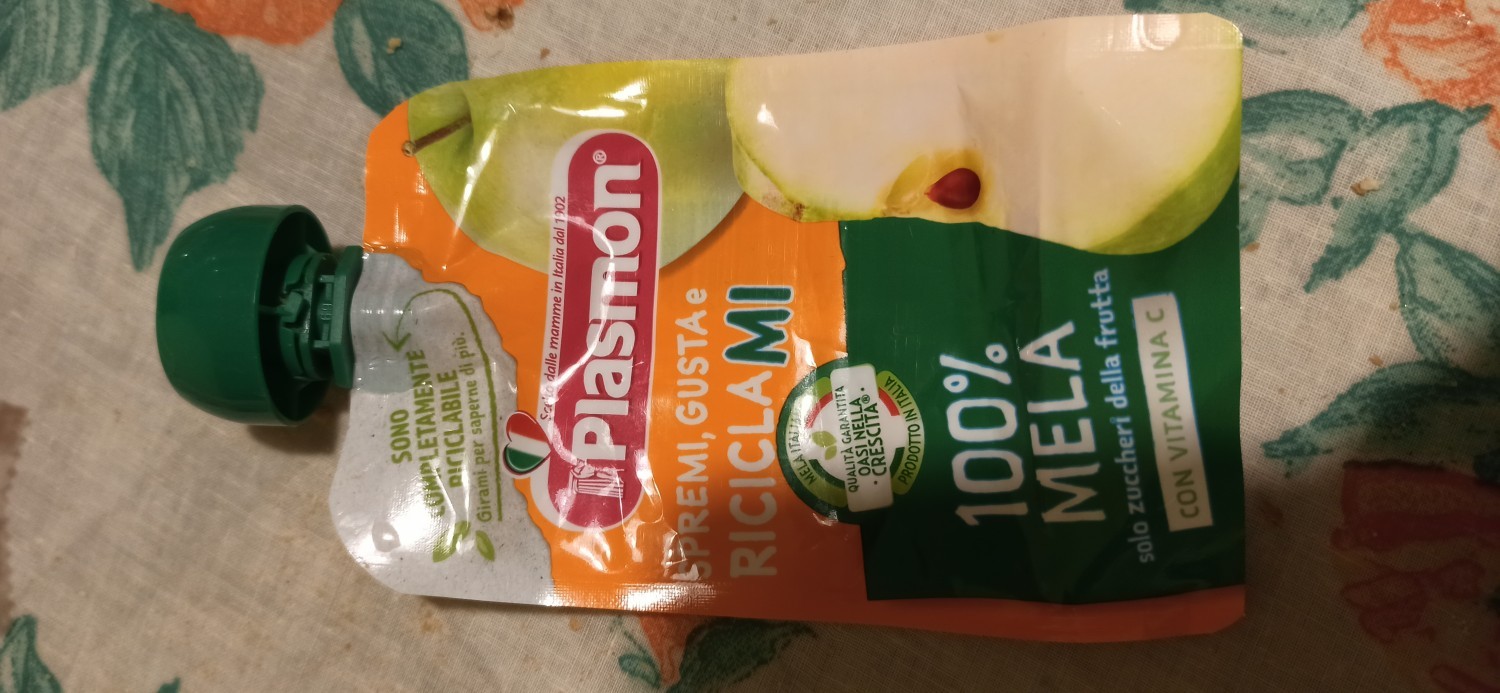 SONO
COMPLETAMENTE
RICICLABILE
Girami per saperne di più.
Scelto dalle mamme in Italia dal 1902
Plasmon®
SPREMI, GUSTA e
RICICLAMI
MELA ITALIANA
QUALITÀ GARANTITA
OASI NELLA
· CRESCITA® ·
PRODOTTO IN ITALIA
100%
MELA
solo zuccheri della frutta
CON VITAMINA C